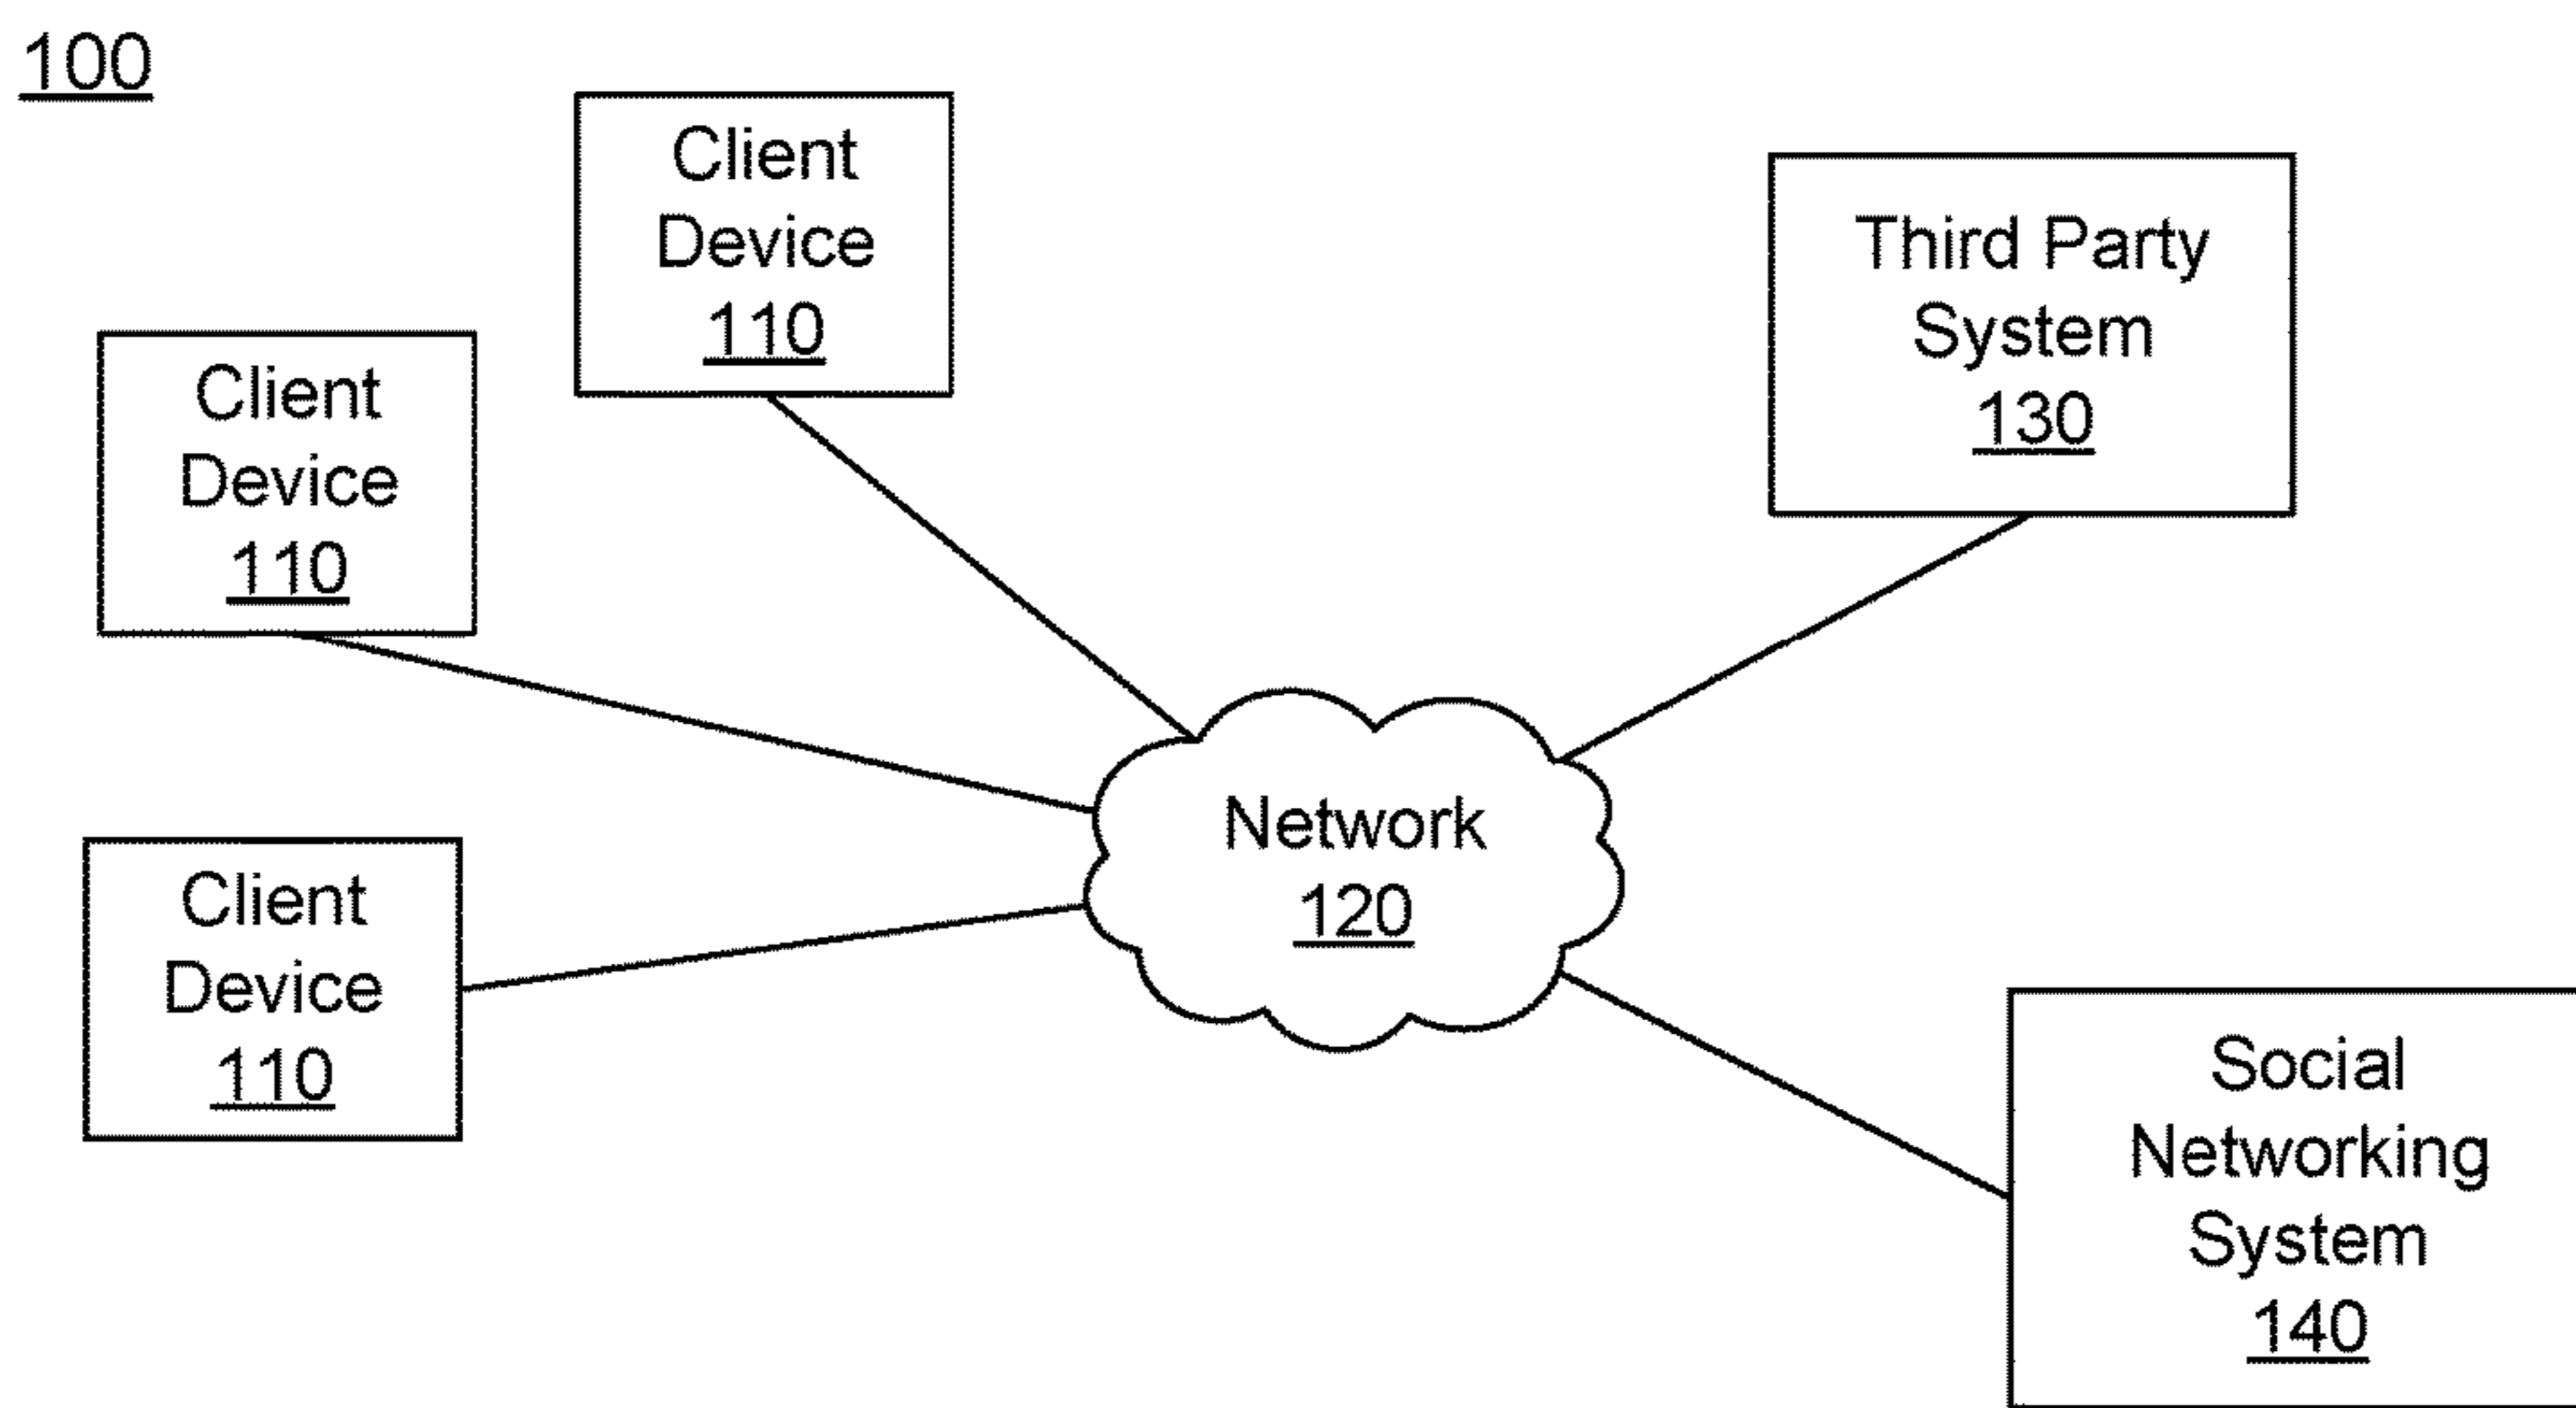 100
Client
Device
110
Third Party
System
130
Client
Device
110
Network
120
Client
Device
110
Social
Networking
System
140